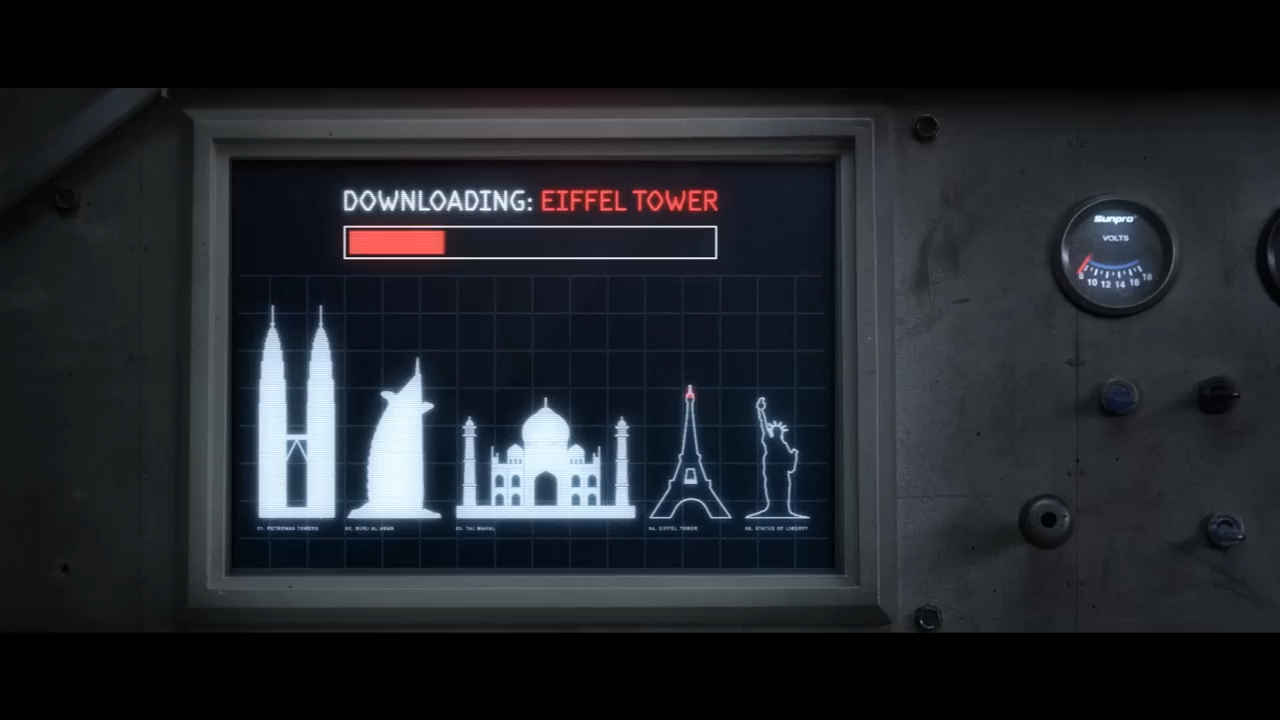 DOWNLOADING: EIFFEL TOWER
01. PETRONAS TOWERS
02. BURJ AL ARAB
03. TAJ MAHAL
04. EIFFEL TOWER
05. STATUE OF LIBERTY
Sunpro
VOLTS
8 10 12 14 16 18